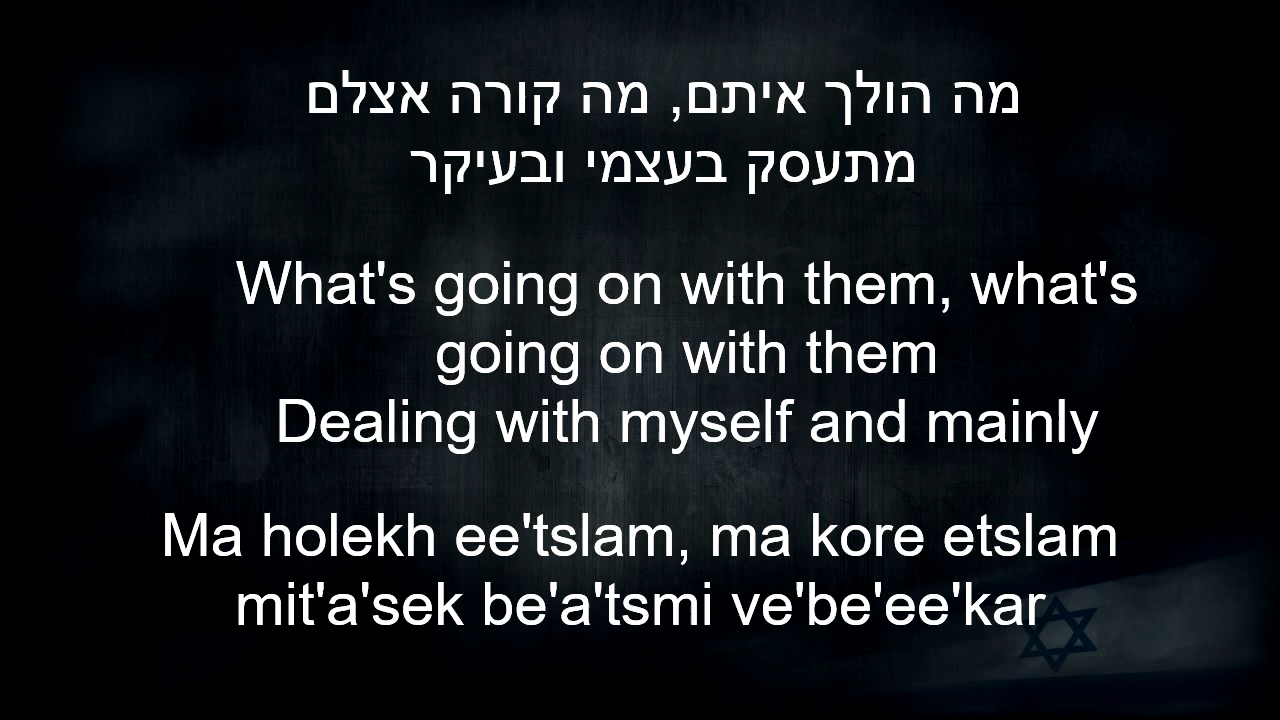 מה הולך איתם, מה קורה אצלם
מתעסק בעצמי ובעיקר
What's going on with them, what's
going on with them
Dealing with myself and mainly
Ma holekh ee'tslam, ma kore etslam
mit'a'sek be'a'tsmi ve'be'ee'kar